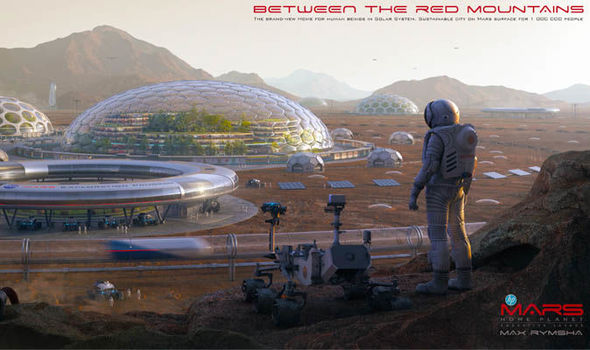 BETWEEN THE RED MOUNTAINS
The brand-new home for human beings in Solar System. Sustainable city on Mars surface for 1 000 000 people
hp
MARS
HOME PLANET
MAX RYMSHA